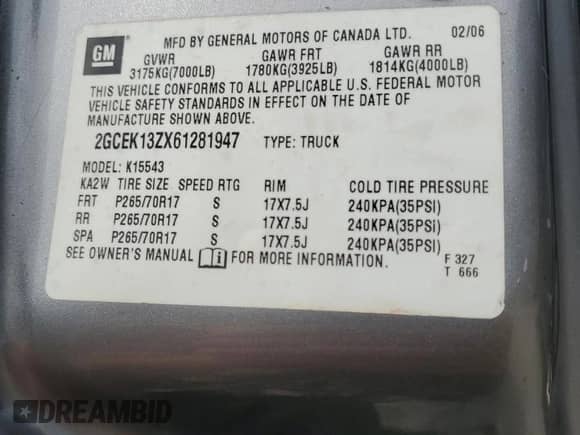 GM
MFD BY GENERAL MOTORS OF CANADA LTD. 02/06
GVWR GAWR FRT GAWR RR
3175KG(7000LB) 1780KG(3925LB) 1814KG(4000LB)
THIS VEHICLE CONFORMS TO ALL APPLICABLE U.S. FEDERAL MOTOR
VEHICLE SAFETY STANDARDS IN EFFECT ON THE DATE OF
MANUFACTURE SHOWN ABOVE.
2GCEK13ZX61281947 TYPE: TRUCK
MODEL: K15543
KA2W TIRE SIZE SPEED RTG RIM COLD TIRE PRESSURE
FRT P265/70R17 S 17X7.5J 240KPA(35PSI)
RR P265/70R17 S 17X7.5J 240KPA(35PSI)
SPA P265/70R17 S 17X7.5J 240KPA(35PSI)
SEE OWNER'S MANUAL FOR MORE INFORMATION. F 327
T 666
DREAMBID